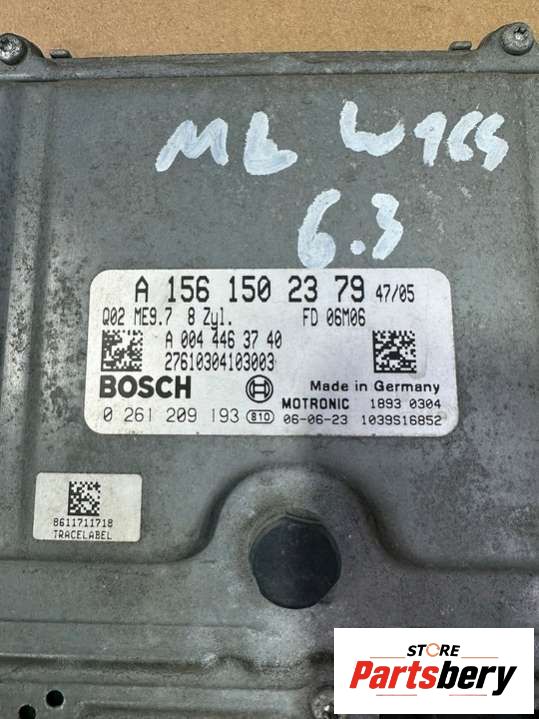 ML W164
6.3
A 156 150 23 79 47/05
Q02 ME9.7 8 Zyl. FD 06M06
A 004 446 37 40
27610304103003
BOSCH
Made in Germany
MOTRONIC 1893 0304
0 261 209 193 810 06-06-23 1039S16852
8611711718
TRACELABEL
STORE
Partsbery